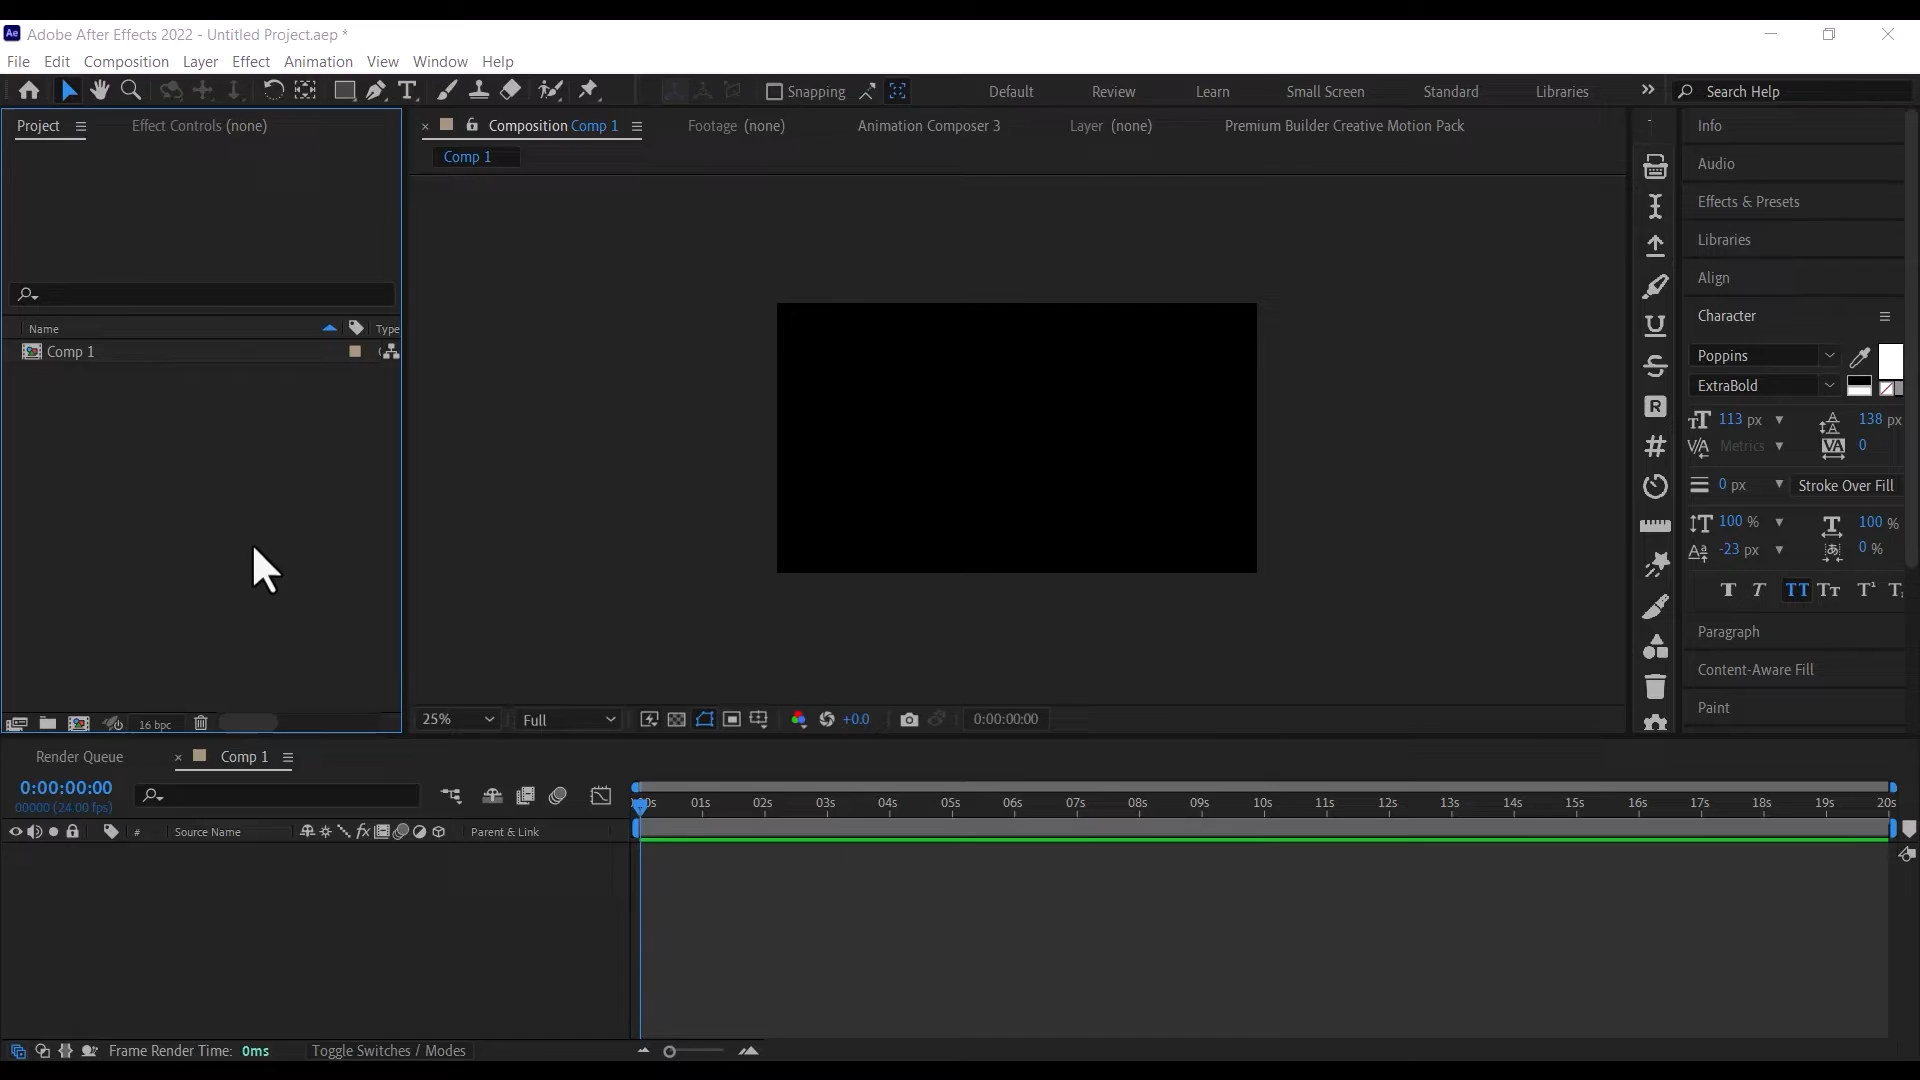 Ae Adobe After Effects 2022 - Untitled Project.aep *
File Edit Composition Layer Effect Animation View Window Help
Snapping Default Review Learn Small Screen Standard Libraries Search Help
Project Effect Controls (none)
Composition Comp 1 Footage (none) Animation Composer 3 Layer (none) Premium Builder Creative Motion Pack
Comp 1
Info
Audio
Effects & Presets
Libraries
Align
Character
Name Type
Comp 1
Poppins
ExtraBold
113 px 138 px
Metrics 0
0 px Stroke Over Fill
100 % 100 %
-23 px 0 %
Paragraph
Content-Aware Fill
Paint
16 bpc
25% Full +0.0 0:00:00:00
Render Queue Comp 1
0:00:00:00
00000 (24.00 fps)
01s 02s 03s 04s 05s 06s 07s 08s 09s 10s 11s 12s 13s 14s 15s 16s 17s 18s 19s 20s
# Source Name fx Parent & Link
Frame Render Time: 0ms Toggle Switches / Modes